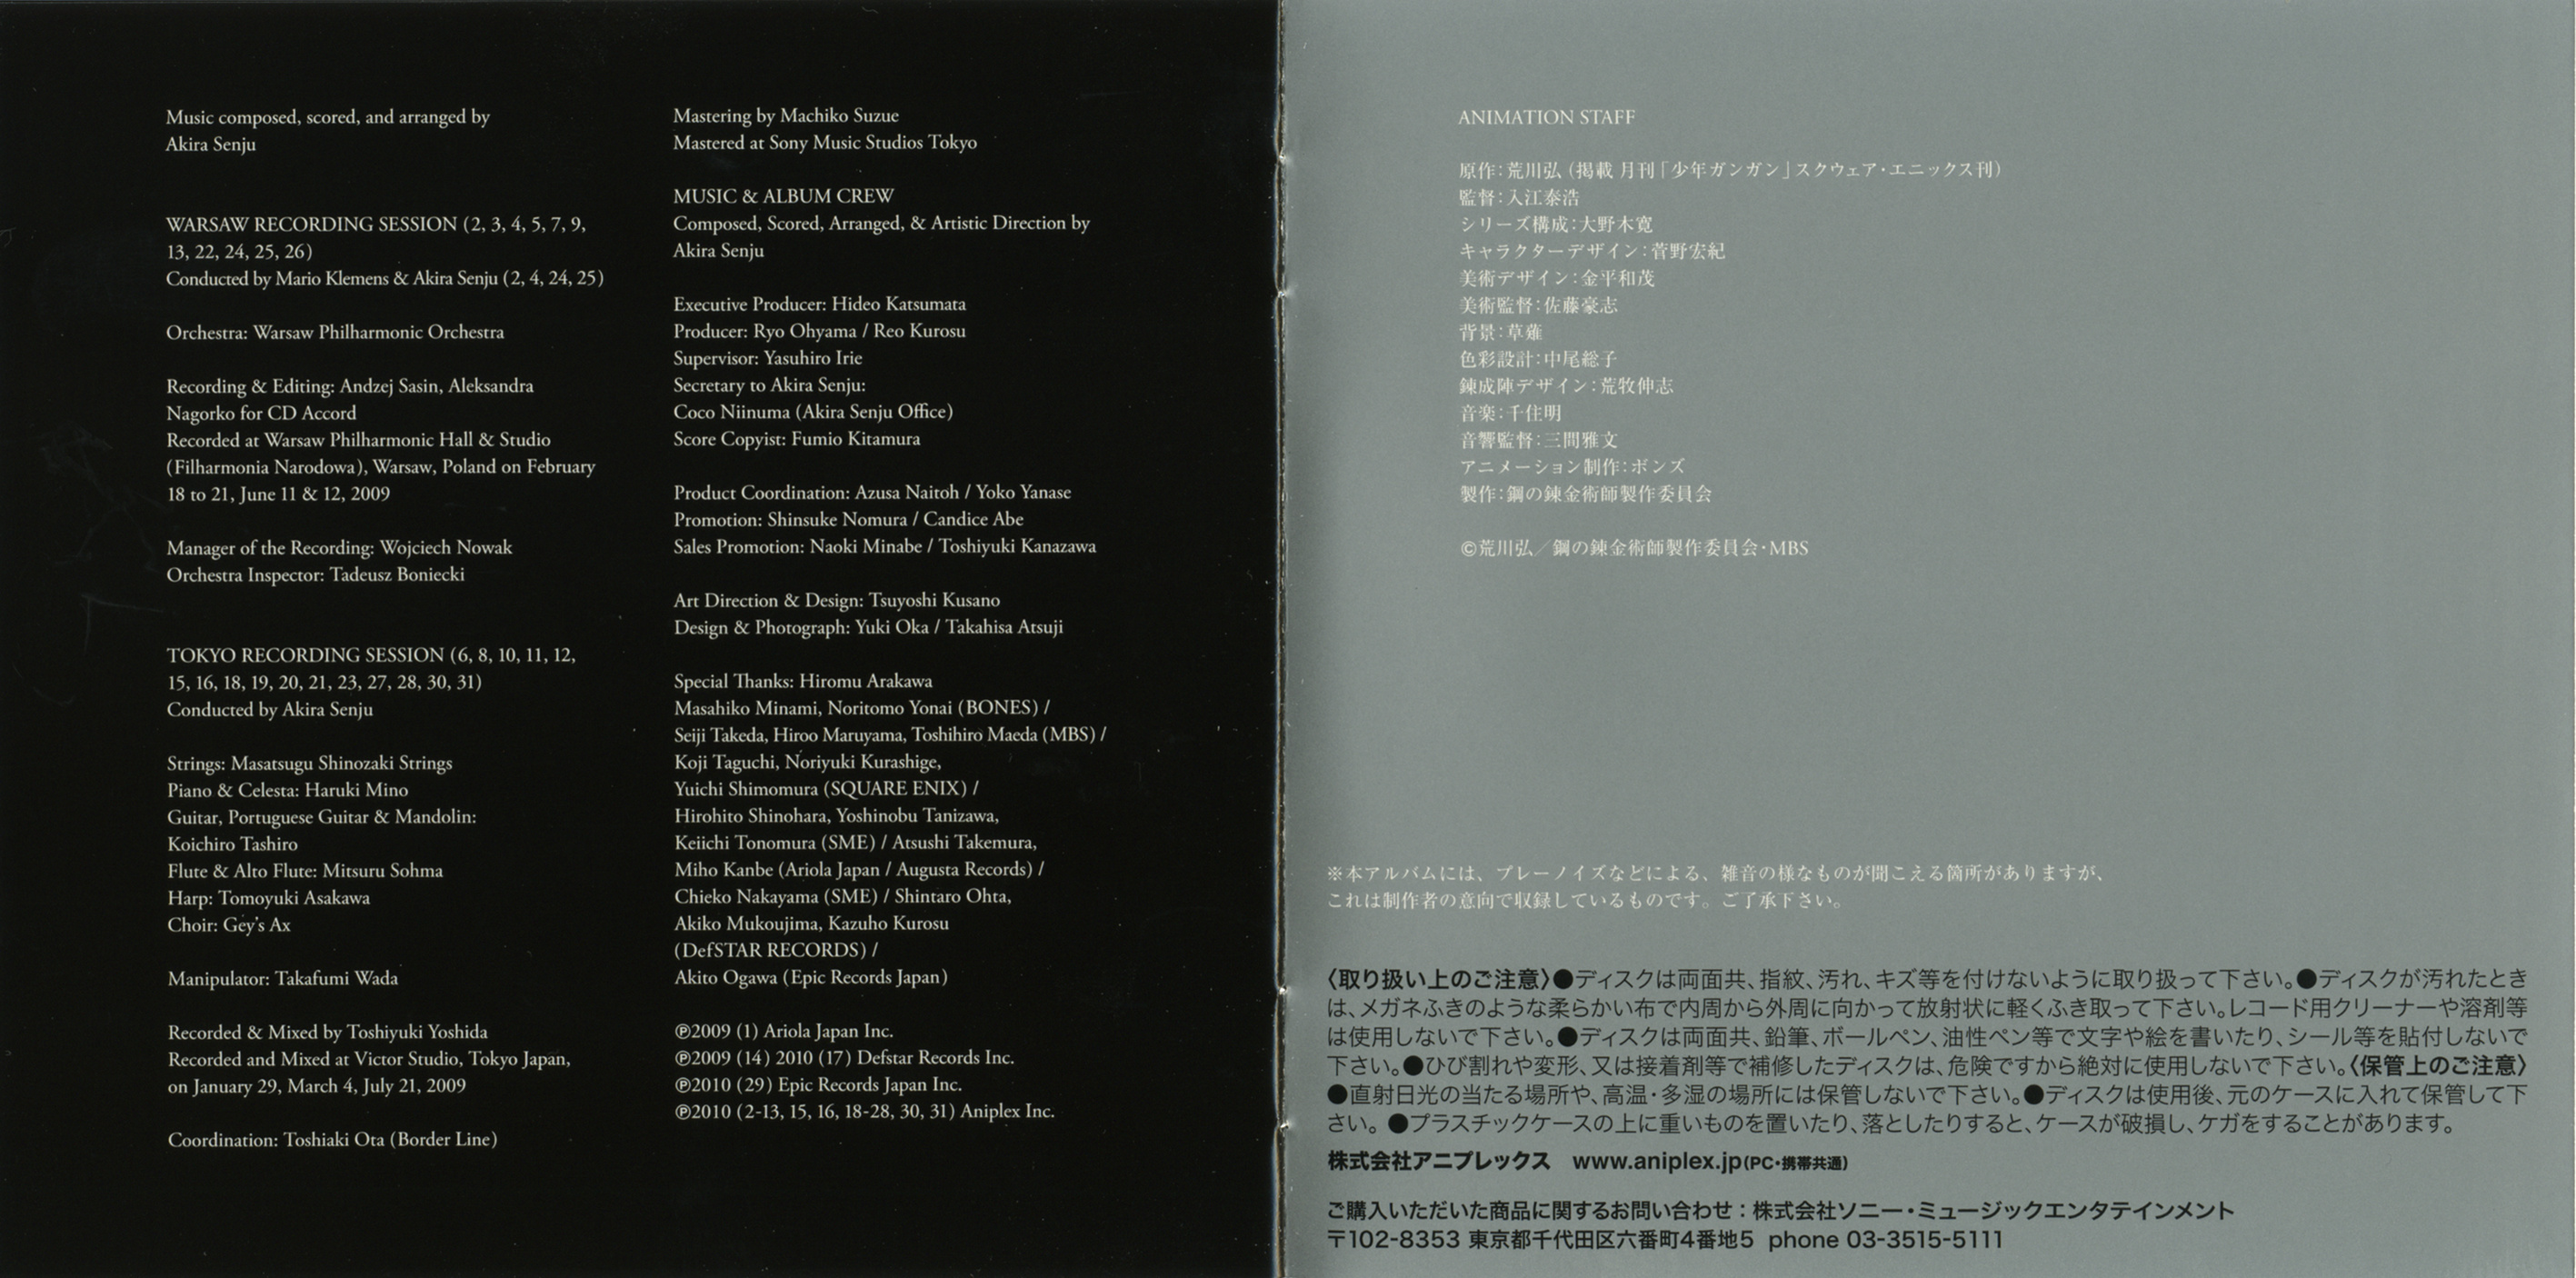 Music composed, scored, and arranged by
Akira Senju
WARSAW RECORDING SESSION (2, 3, 4, 5, 7, 9,
13, 22, 24, 25, 26)
Conducted by Mario Klemens & Akira Senju (2, 4, 24, 25)
Orchestra: Warsaw Philharmonic Orchestra
Recording & Editing: Andzej Sasin, Aleksandra
Nagorko for CD Accord
Recorded at Warsaw Philharmonic Hall & Studio
(Filharmonia Narodowa), Warsaw, Poland on February
18 to 21, June 11 & 12, 2009
Manager of the Recording: Wojciech Nowak
Orchestra Inspector: Tadeusz Boniecki
TOKYO RECORDING SESSION (6, 8, 10, 11, 12,
15, 16, 18, 19, 20, 21, 23, 27, 28, 30, 31)
Conducted by Akira Senju
Strings: Masatsugu Shinozaki Strings
Piano & Celesta: Haruki Mino
Guitar, Portuguese Guitar & Mandolin:
Koichiro Tashiro
Flute & Alto Flute: Mitsuru Sohma
Harp: Tomoyuki Asakawa
Choir: Gey's Ax
Manipulator: Takafumi Wada
Recorded & Mixed by Toshiyuki Yoshida
Recorded and Mixed at Victor Studio, Tokyo Japan,
on January 29, March 4, July 21, 2009
Coordination: Toshiaki Ota (Border Line)
Mastering by Machiko Suzue
Mastered at Sony Music Studios Tokyo
MUSIC & ALBUM CREW
Composed, Scored, Arranged, & Artistic Direction by
Akira Senju
Executive Producer: Hideo Katsumata
Producer: Ryo Ohyama / Reo Kurosu
Supervisor: Yasuhiro Irie
Secretary to Akira Senju:
Coco Niinuma (Akira Senju Office)
Score Copyist: Fumio Kitamura
Product Coordination: Azusa Naitoh / Yoko Yanase
Promotion: Shinsuke Nomura / Candice Abe
Sales Promotion: Naoki Minabe / Toshiyuki Kanazawa
Art Direction & Design: Tsuyoshi Kusano
Design & Photograph: Yuki Oka / Takahisa Atsuji
Special Thanks: Hiromu Arakawa
Masahiko Minami, Noritomo Yonai (BONES) /
Seiji Takeda, Hiroo Maruyama, Toshihiro Maeda (MBS) /
Koji Taguchi, Noriyuki Kurashige,
Yuichi Shimomura (SQUARE ENIX) /
Hirohito Shinohara, Yoshinobu Tanizawa,
Keiichi Tonomura (SME) / Atsushi Takemura,
Miho Kanbe (Ariola Japan / Augusta Records) /
Chieko Nakayama (SME) / Shintaro Ohta,
Akiko Mukoujima, Kazuho Kurosu
(DefSTAR RECORDS) /
Akito Ogawa (Epic Records Japan)
℗2009 (1) Ariola Japan Inc.
℗2009 (14) 2010 (17) Defstar Records Inc.
℗2010 (29) Epic Records Japan Inc.
℗2010 (2-13, 15, 16, 18-28, 30, 31) Aniplex Inc.
ANIMATION STAFF
原作:荒川弘(掲載 月刊「少年ガンガン」スクウェア・エニックス刊)
監督:入江泰浩
シリーズ構成:大野木寛
キャラクターデザイン:菅野宏紀
美術デザイン:金平和茂
美術監督:佐藤豪志
背景:草薙
色彩設計:中尾総子
錬成陣デザイン:荒牧伸志
音楽:千住明
音響監督:三間雅文
アニメーション制作:ボンズ
製作:鋼の錬金術師製作委員会
©荒川弘/鋼の錬金術師製作委員会・MBS
※本アルバムには、ブレーノイズなどによる、雑音の様なものが聞こえる箇所がありますが、
これは制作者の意向で収録しているものです。ご了承下さい。
〈取り扱い上のご注意〉●ディスクは両面共、指紋、汚れ、キズ等を付けないように取り扱って下さい。●ディスクが汚れたとき
は、メガネふきのような柔らかい布で内周から外周に向かって放射状に軽くふき取って下さい。レコード用クリーナーや溶剤等
は使用しないで下さい。●ディスクは両面共、鉛筆、ボールペン、油性ペン等で文字や絵を書いたり、シール等を貼付しないで
下さい。●ひび割れや変形、又は接着剤等で補修したディスクは、危険ですから絶対に使用しないで下さい。〈保管上のご注意〉
●直射日光の当たる場所や、高温・多湿の場所には保管しないで下さい。●ディスクは使用後、元のケースに入れて保管して下
さい。●プラスチックケースの上に重いものを置いたり、落としたりすると、ケースが破損し、ケガをすることがあります。
株式会社アニプレックス www.aniplex.jp(PC・携帯共通)
ご購入いただいた商品に関するお問い合わせ：株式会社ソニー・ミュージックエンタテインメント
〒102-8353 東京都千代田区六番町4番地5 phone 03-3515-5111